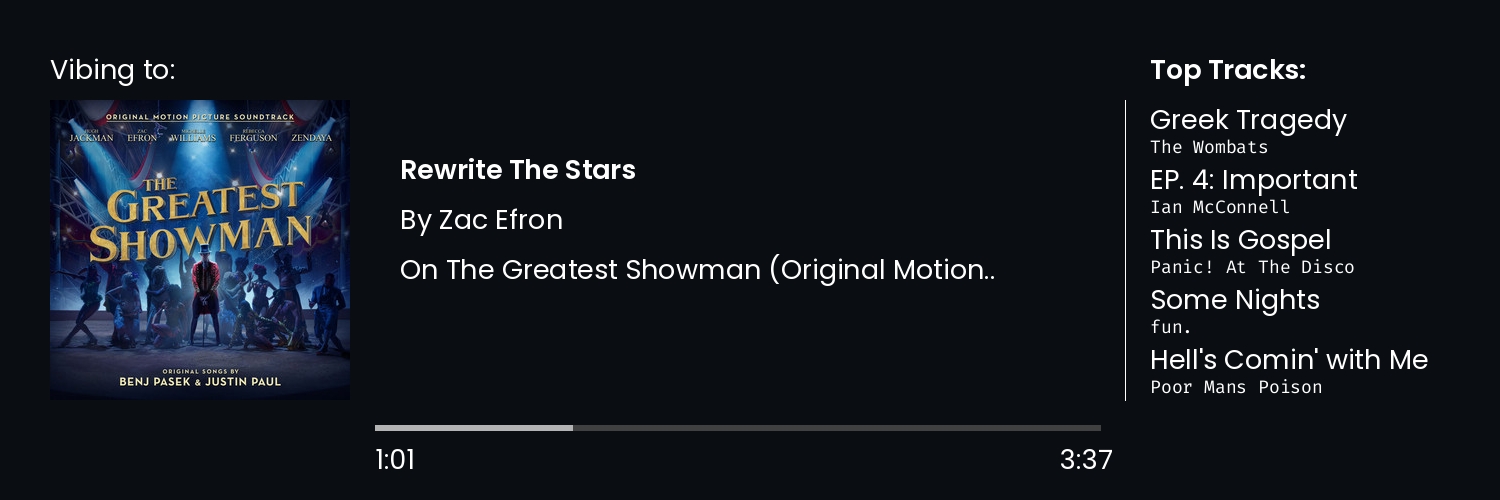 Vibing to:
ORIGINAL MOTION PICTURE SOUNDTRACK
HUGH JACKMAN ZAC EFRON MICHELLE WILLIAMS REBECCA FERGUSON ZENDAYA
THE
GREATEST
SHOWMAN
ORIGINAL SONGS BY
BENJ PASEK & JUSTIN PAUL
Rewrite The Stars
By Zac Efron
On The Greatest Showman (Original Motion..
1:01
3:37
Top Tracks:
Greek Tragedy
The Wombats
EP. 4: Important
Ian McConnell
This Is Gospel
Panic! At The Disco
Some Nights
fun.
Hell's Comin' with Me
Poor Mans Poison